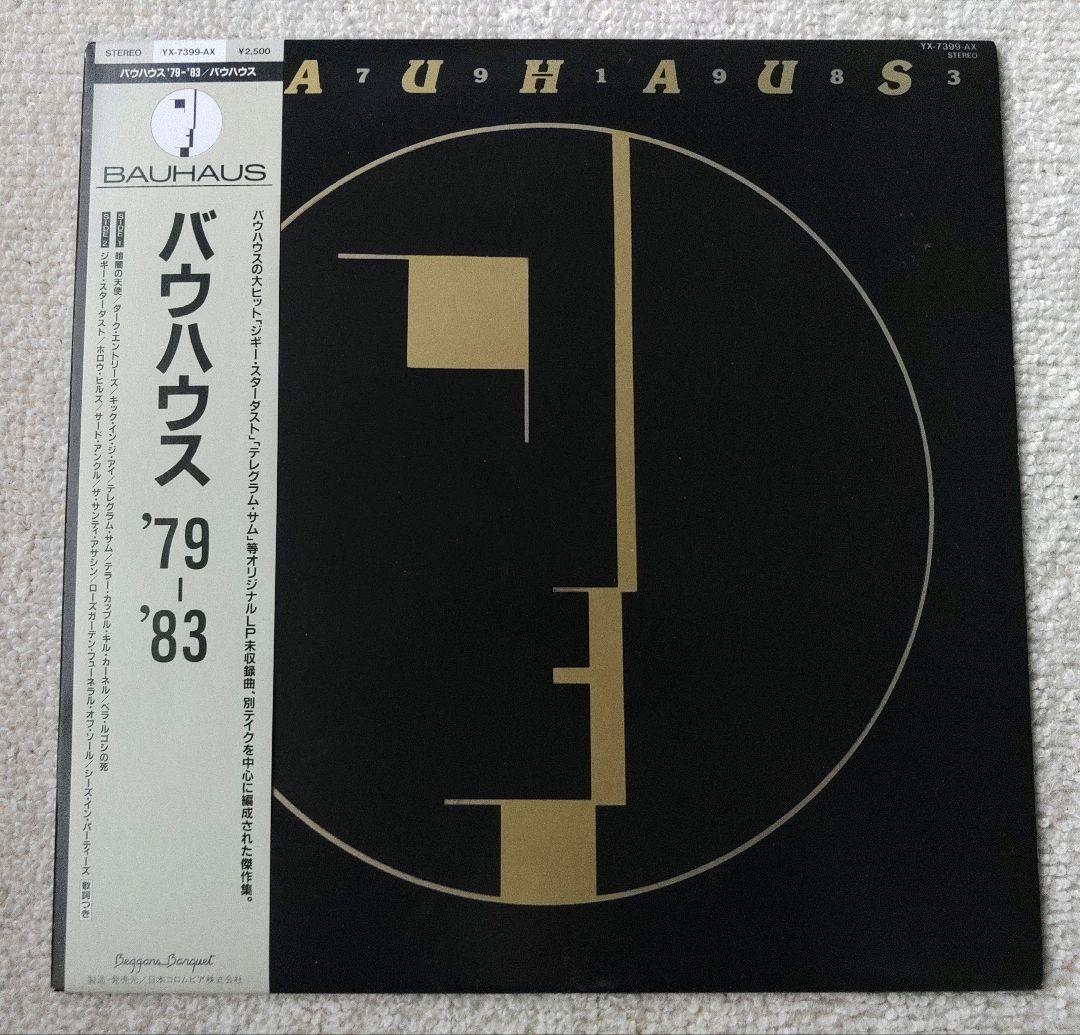 STEREO YX-7399-AX ¥2,500
バウハウス'79-'83/バウハウス
BAUHAUS
バウハウスの大ヒット「ジギー・スターダスト」「テレグラム・サム」等オリジナルLP未収録曲、別テイクを中心に編成された傑作集。
バウハウス '79-'83
SIDE 1 暗闇の天使/ダーク・エントリーズ/キック・イン・ジ・アイ/テレグラム・サム/テラー・カップル・キル・カーネル/ベラ・ルゴシの死
SIDE 2 ジギー・スターダスト/ホロウ・ヒルズ/サード・アンクル/ザ・サンティ・アサシン/ローズガーデン・フューネラル・オブ・ソール/シーズ・イン・パーティーズ 歌詞つき
Beggars Banquet
製造・発売元/日本コロムビア株式会社
YX-7399-AX
STEREO
A7U9H1A9U8S3